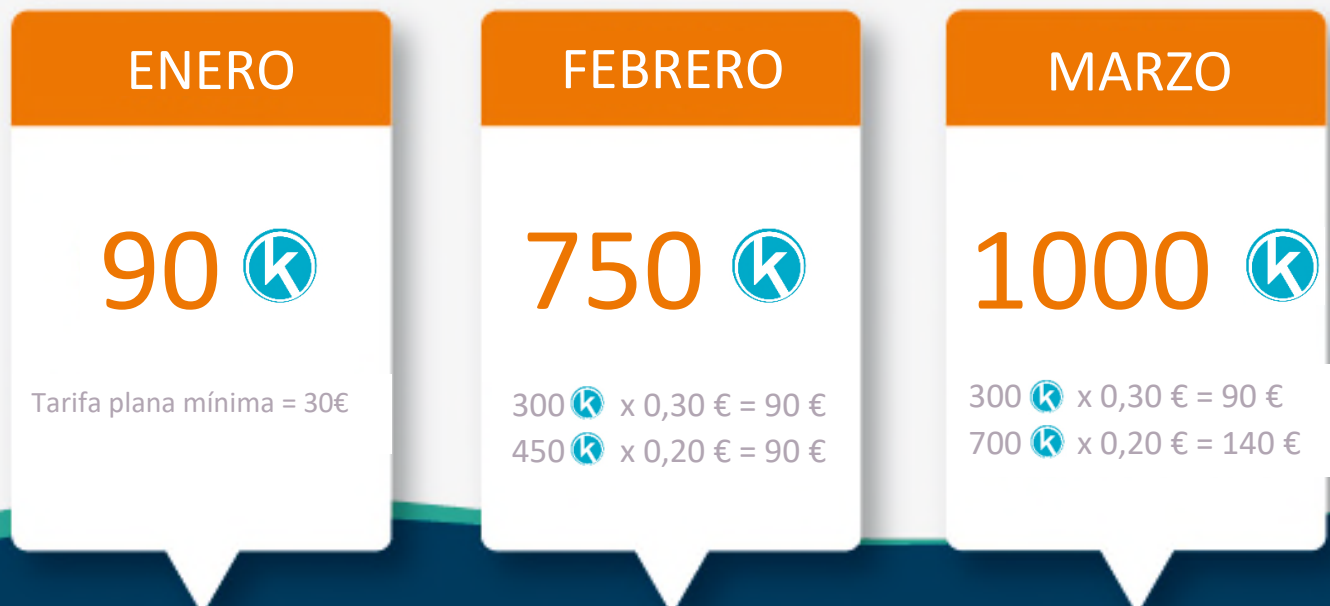 ENERO
90 k
Tarifa plana mínima = 30€
FEBRERO
750 k
300 k x 0,30 € = 90 €
450 k x 0,20 € = 90 €
MARZO
1000 k
300 k x 0,30 € = 90 €
700 k x 0,20 € = 140 €